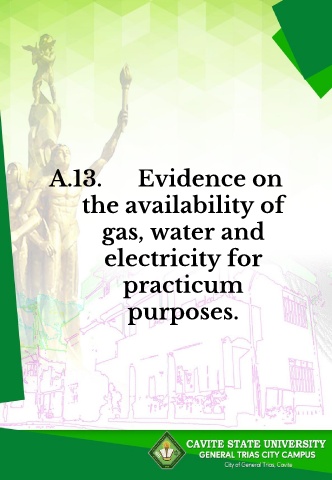 A.13. Evidence on
the availability of
gas, water and
electricity for
practicum
purposes.
CAVITE STATE UNIVERSITY
GENERAL TRIAS CITY CAMPUS
City of General Trias, Cavite